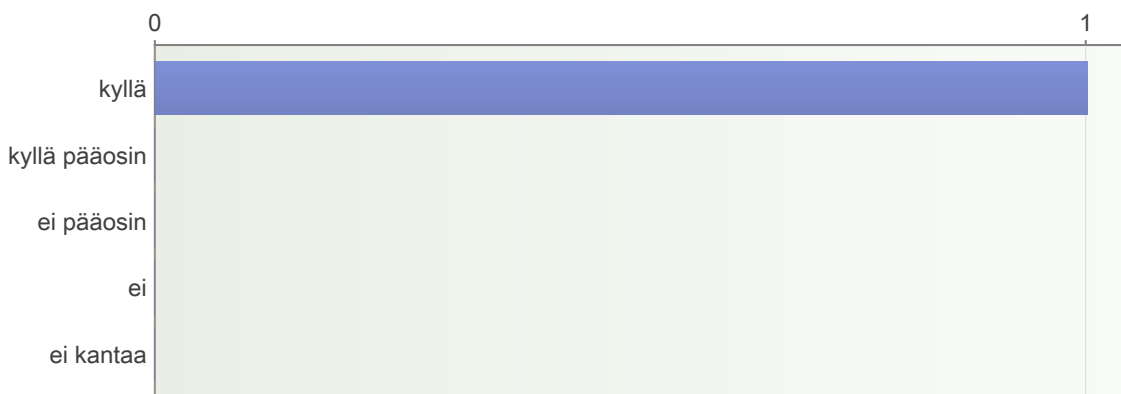 0 1
kyllä
kyllä pääosin
ei pääosin
ei
ei kantaa